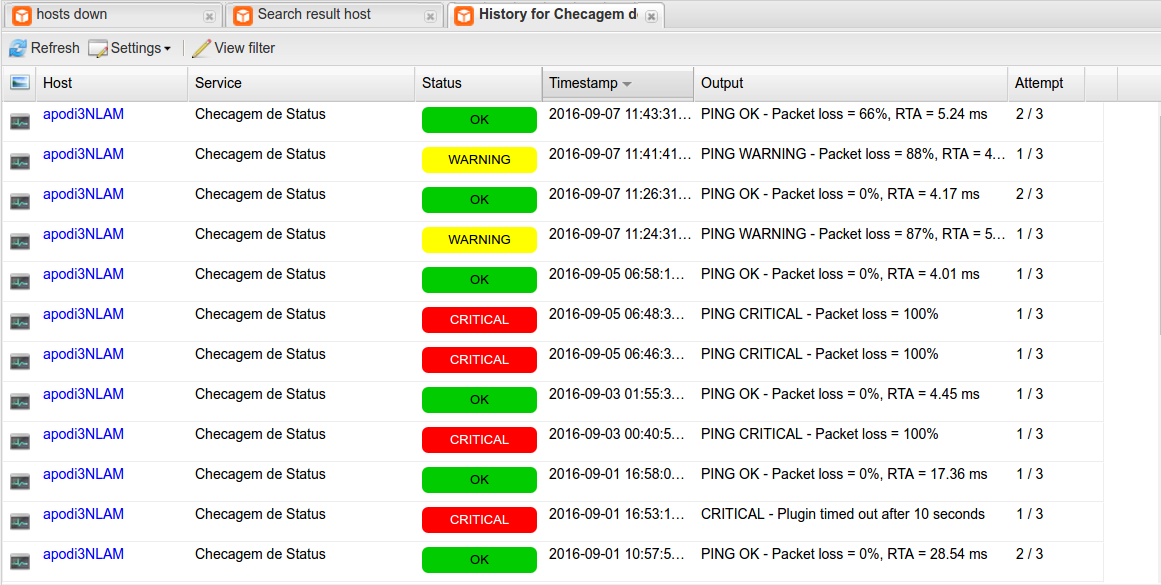 hosts down Search result host History for Checagem d
Refresh Settings View filter
Host Service Status Timestamp Output Attempt
apodi3NLAM Checagem de Status OK 2016-09-07 11:43:31... PING OK - Packet loss = 66%, RTA = 5.24 ms 2 / 3
apodi3NLAM Checagem de Status WARNING 2016-09-07 11:41:41... PING WARNING - Packet loss = 88%, RTA = 4... 1 / 3
apodi3NLAM Checagem de Status OK 2016-09-07 11:26:31... PING OK - Packet loss = 0%, RTA = 4.17 ms 2 / 3
apodi3NLAM Checagem de Status WARNING 2016-09-07 11:24:31... PING WARNING - Packet loss = 87%, RTA = 5... 1 / 3
apodi3NLAM Checagem de Status OK 2016-09-05 06:58:1... PING OK - Packet loss = 0%, RTA = 4.01 ms 1 / 3
apodi3NLAM Checagem de Status CRITICAL 2016-09-05 06:48:3... PING CRITICAL - Packet loss = 100% 1 / 3
apodi3NLAM Checagem de Status CRITICAL 2016-09-05 06:46:3... PING CRITICAL - Packet loss = 100% 1 / 3
apodi3NLAM Checagem de Status OK 2016-09-03 01:55:3... PING OK - Packet loss = 0%, RTA = 4.45 ms 1 / 3
apodi3NLAM Checagem de Status CRITICAL 2016-09-03 00:40:5... PING CRITICAL - Packet loss = 100% 1 / 3
apodi3NLAM Checagem de Status OK 2016-09-01 16:58:0... PING OK - Packet loss = 0%, RTA = 17.36 ms 1 / 3
apodi3NLAM Checagem de Status CRITICAL 2016-09-01 16:53:1... CRITICAL - Plugin timed out after 10 seconds 1 / 3
apodi3NLAM Checagem de Status OK 2016-09-01 10:57:5... PING OK - Packet loss = 0%, RTA = 28.54 ms 2 / 3